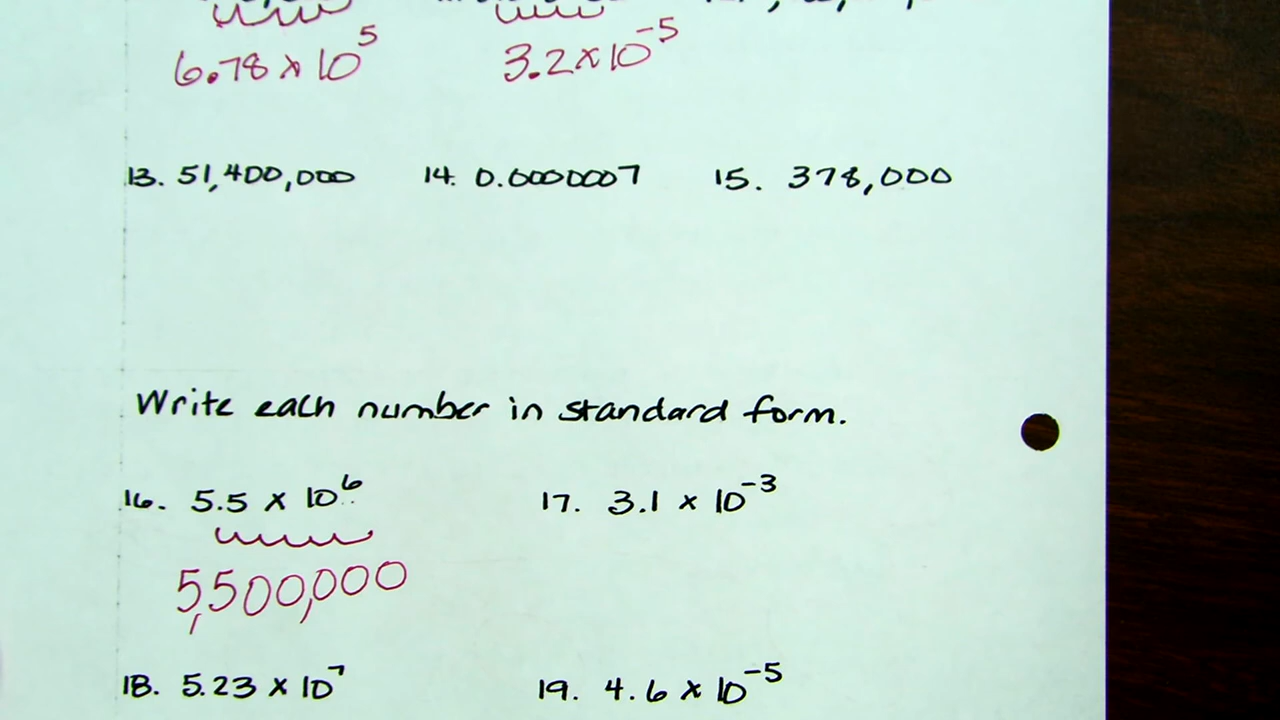 6.78 x 10^5 3.2 x 10^-5
13. 51,400,000 14. 0.0000007 15. 378,000
Write each number in standard form.
16. 5.5 x 10^6 17. 3.1 x 10^-3
5,500,000
18. 5.23 x 10^7 19. 4.6 x 10^-5